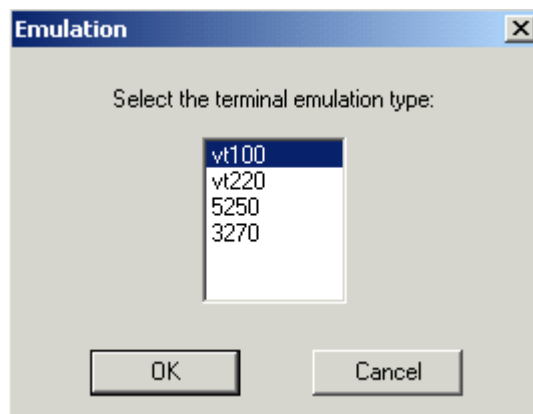 Emulation
Select the terminal emulation type:
vt100
vt220
5250
3270
OK Cancel